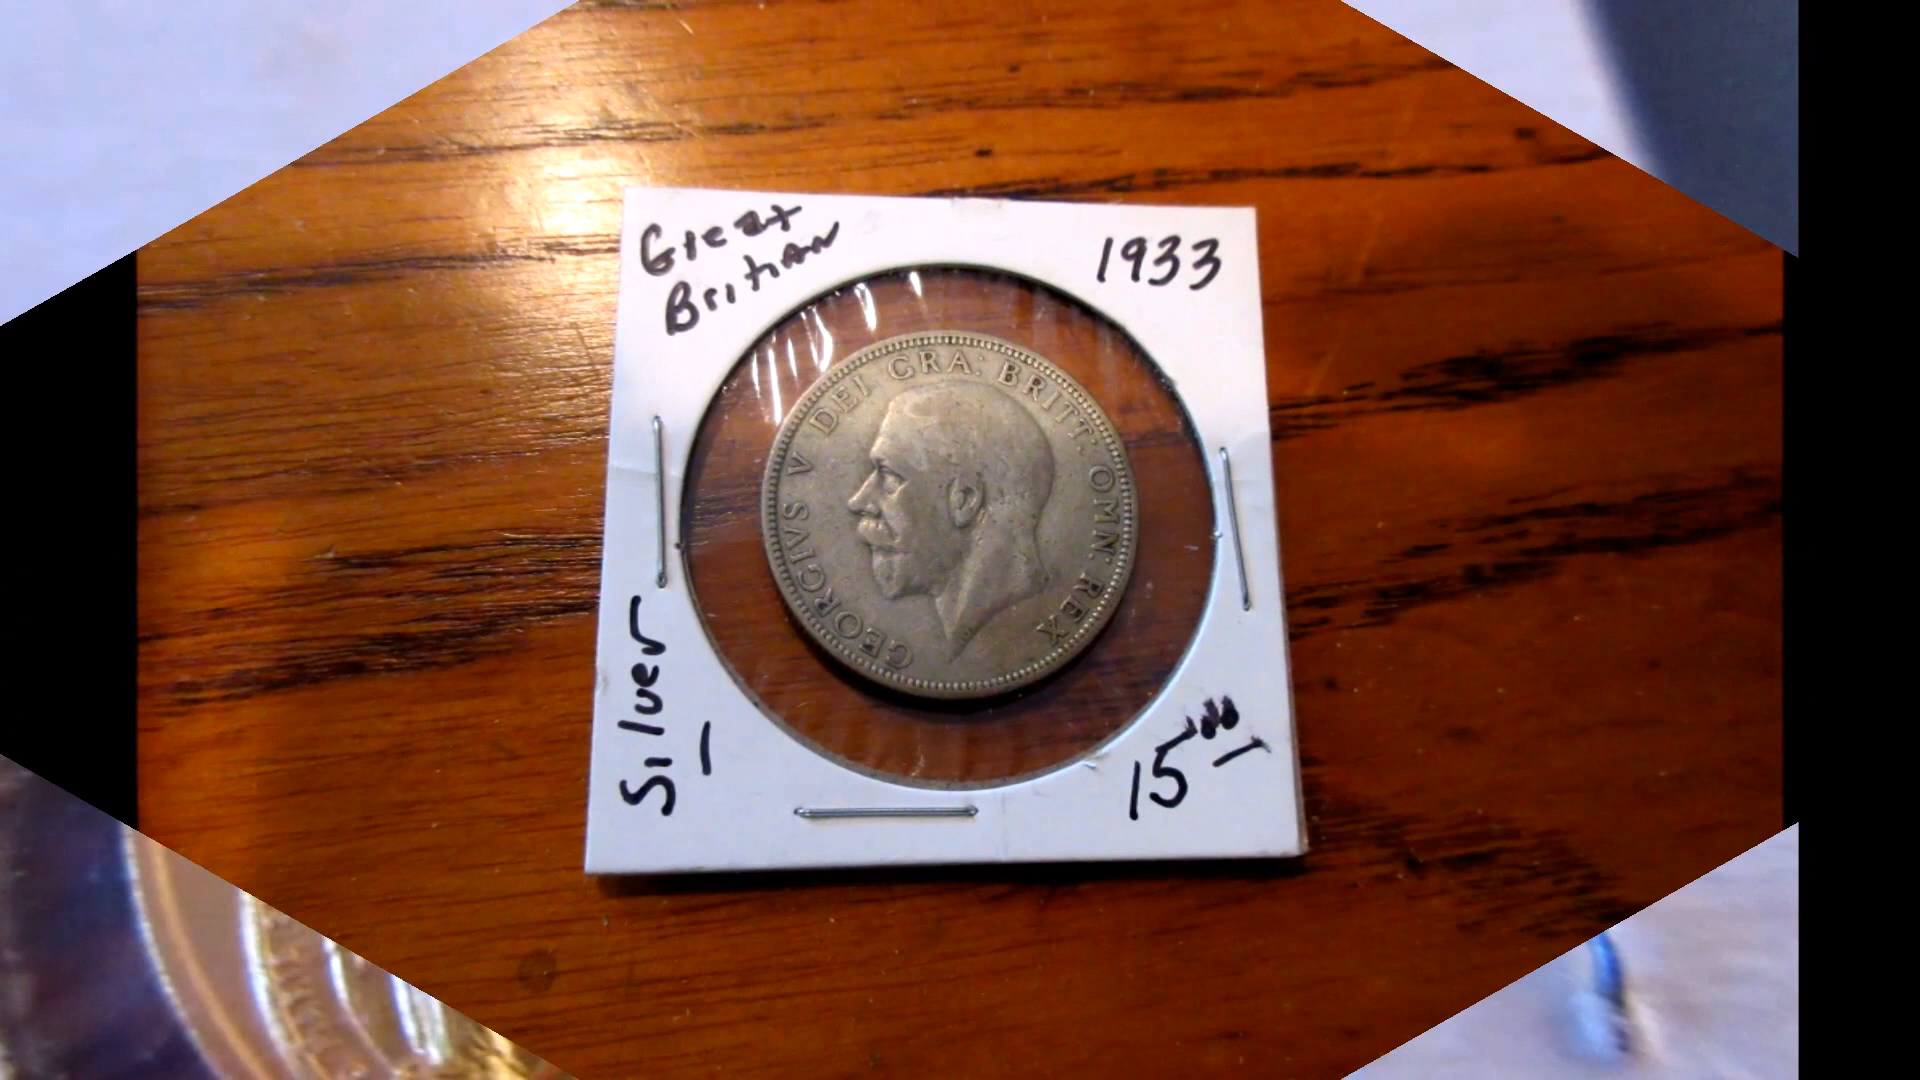 Great
Britian
1933
GEORGIVS V DEI GRA: BRITT: OMN: REX
Silver
15.00